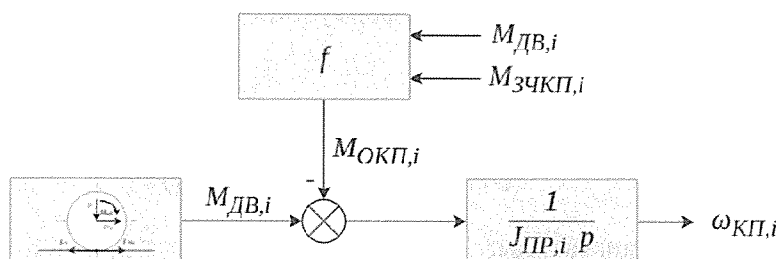 f
M_{ДВ,i}
M_{ЗЧКП,i}
M_{ОКП,i}
-
M_{ДВ,i}
1
J_{ПР,i} p
ω_{КП,i}